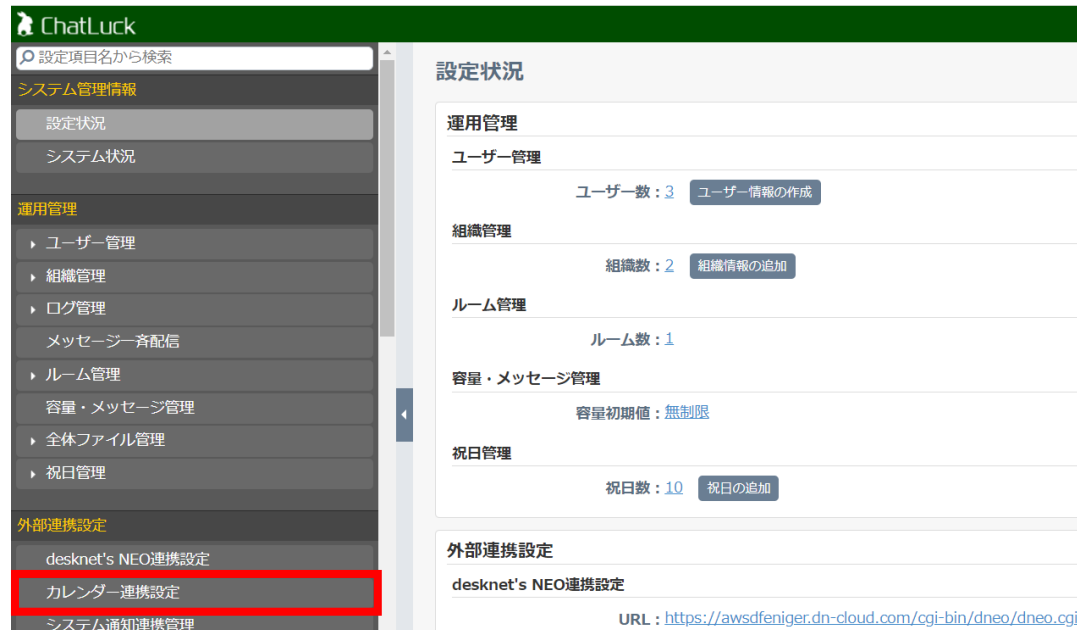 ChatLuck
設定項目名から検索
システム管理情報
設定状況
システム状況
運用管理
ユーザー管理
組織管理
ログ管理
メッセージ一斉配信
ルーム管理
容量・メッセージ管理
全体ファイル管理
祝日管理
外部連携設定
desknet's NEO連携設定
カレンダー連携設定
システム通知連携管理
設定状況
運用管理
ユーザー管理
ユーザー数：3 ユーザー情報の作成
組織管理
組織数：2 組織情報の追加
ルーム管理
ルーム数：1
容量・メッセージ管理
容量初期値：無制限
祝日管理
祝日数：10 祝日の追加
外部連携設定
desknet's NEO連携設定
URL：https://awsdfeniger.dn-cloud.com/cgi-bin/dneo/dneo.cgi